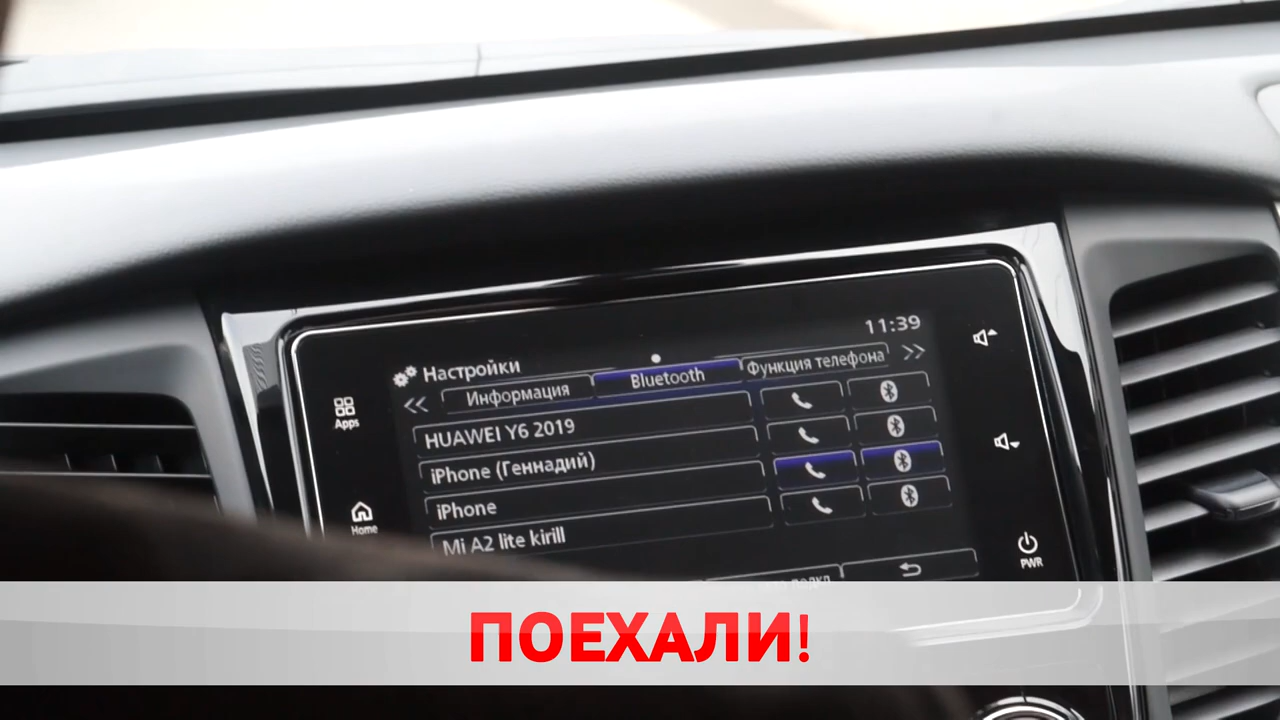 11:39
Настройки
<< Информация Bluetooth Функция телефона >>
Apps
HUAWEI Y6 2019
iPhone (Геннадий)
iPhone
Home
Mi A2 lite kirill
PWR
ПОЕХАЛИ!